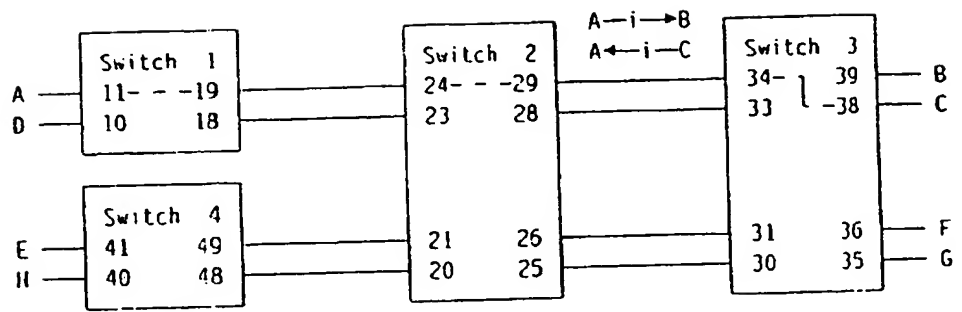 A—i→B
A←i—C
Switch 1
A 11- - -19
D 10 18
Switch 2
24- - -29
23 28
21 26
20 25
Switch 3
34- 39 B
33 -38 C
31 36 F
30 35 G
Switch 4
E 41 49
H 40 48